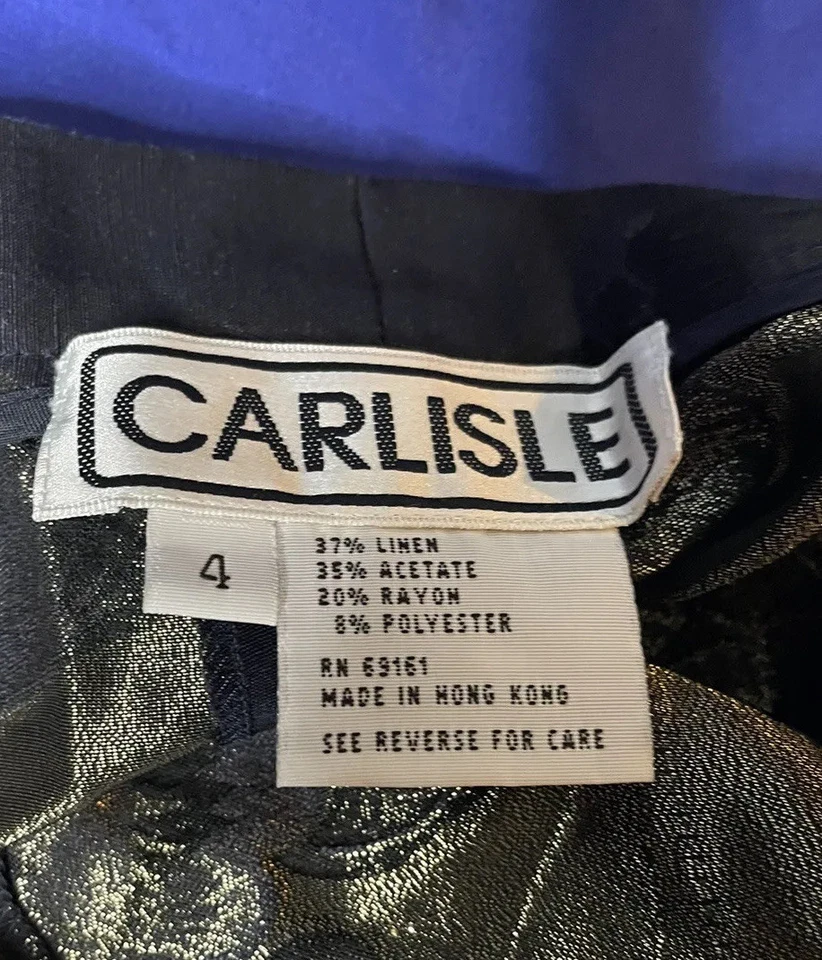 CARLISLE
4
37% LINEN
35% ACETATE
20% RAYON
8% POLYESTER
RN 69161
MADE IN HONG KONG
SEE REVERSE FOR CARE